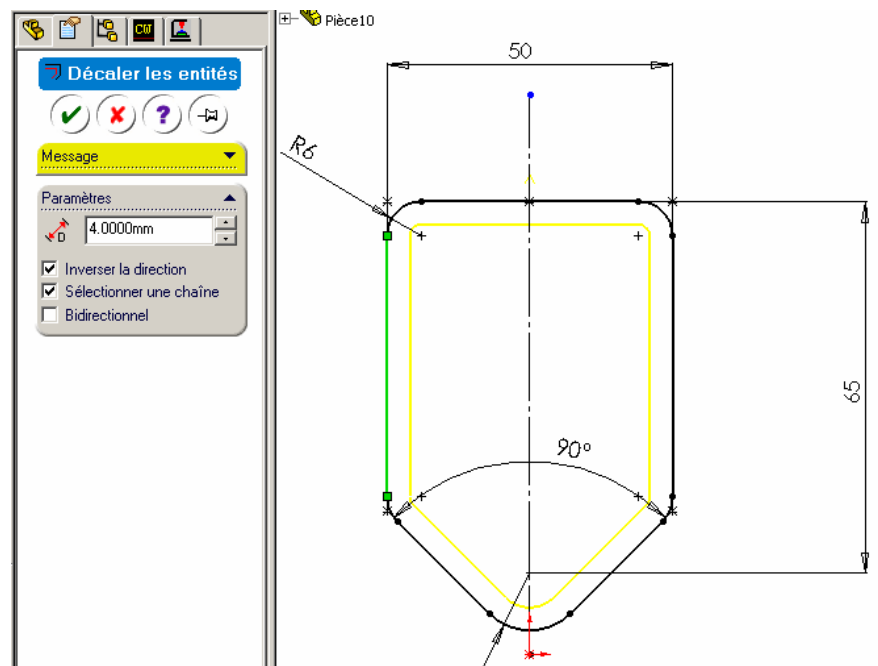 Pièce10
CW
Décaler les entités
?
Message
Paramètres
D
4.0000mm
Inverser la direction
Sélectionner une chaîne
Bidirectionnel
50
R6
65
90°